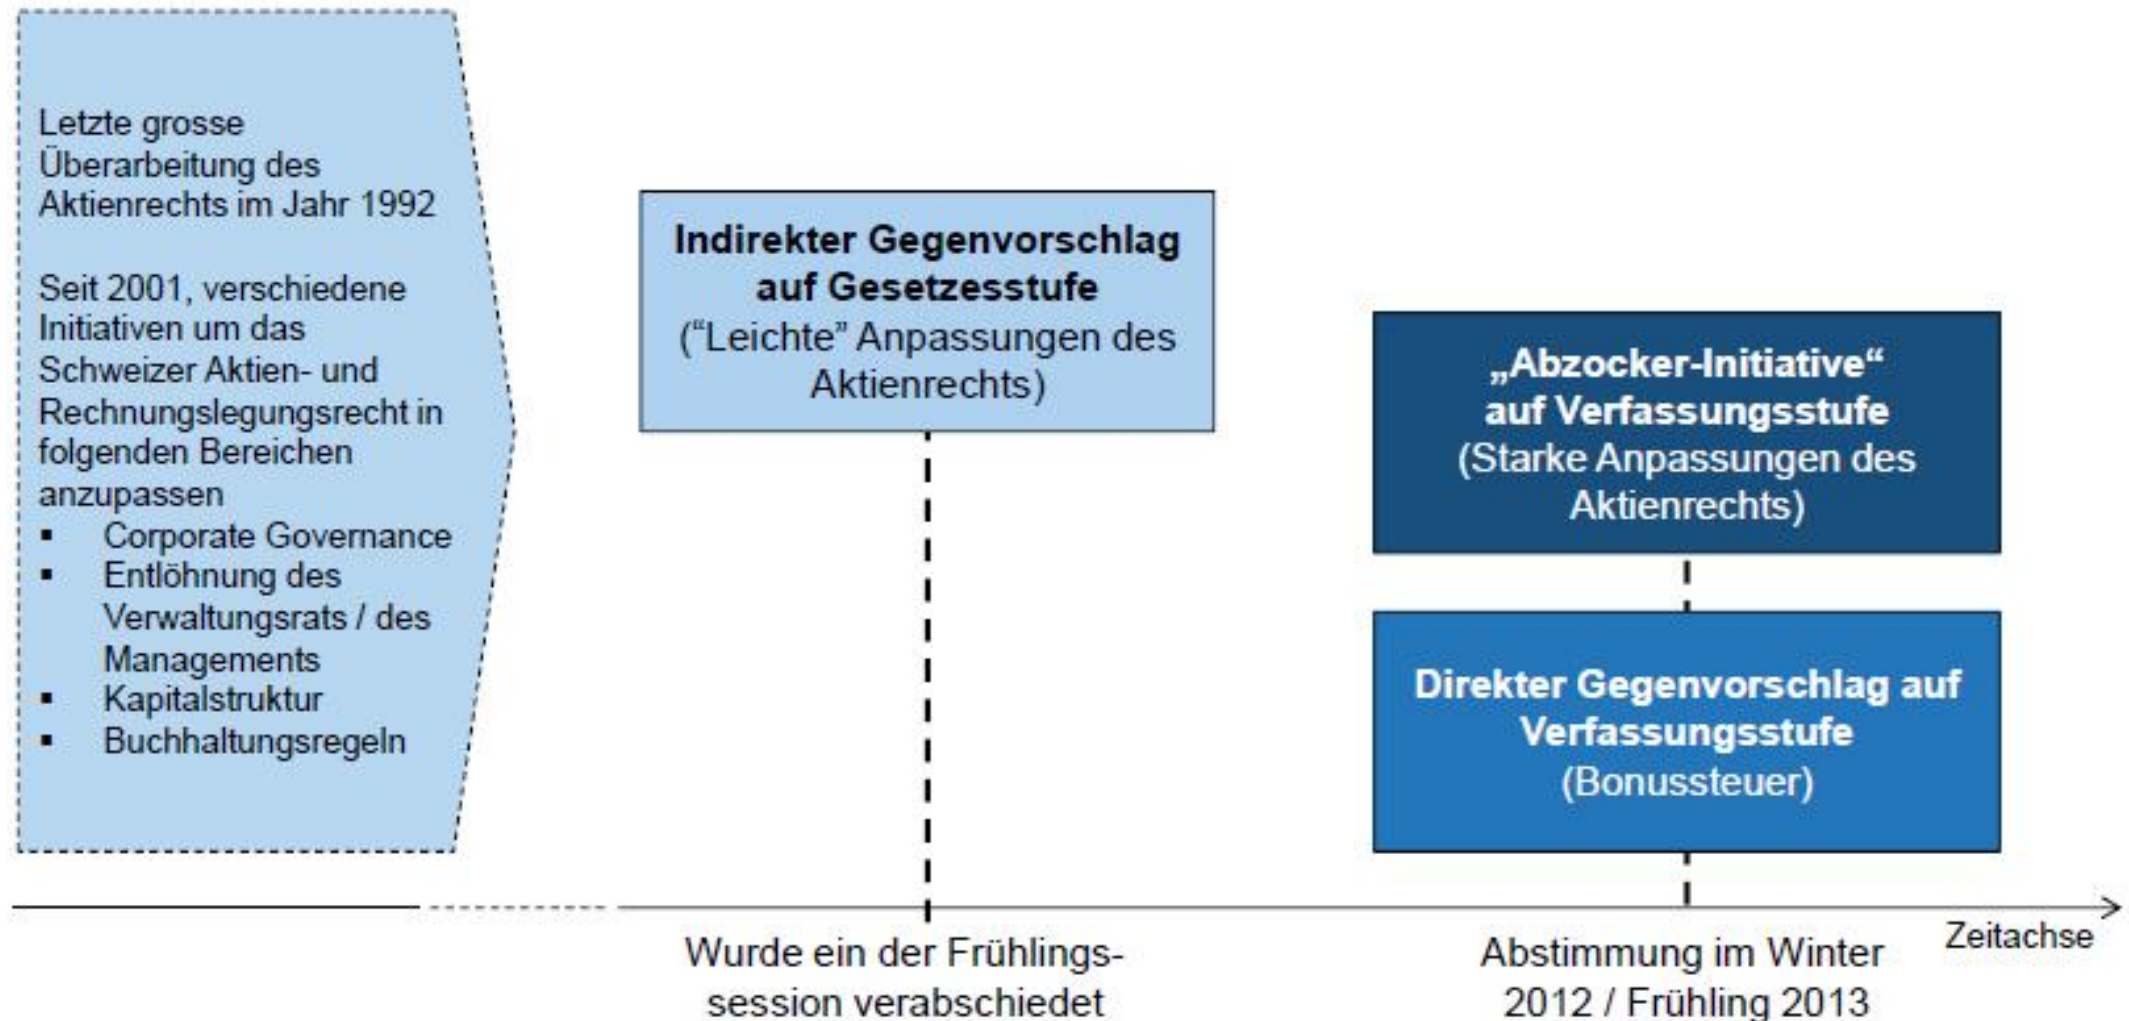 Letzte grosse
Überarbeitung des
Aktienrechts im Jahr 1992
Seit 2001, verschiedene
Initiativen um das
Schweizer Aktien- und
Rechnungslegungsrecht in
folgenden Bereichen
anzupassen
▪ Corporate Governance
▪ Entlöhnung des
Verwaltungsrats / des
Managements
▪ Kapitalstruktur
▪ Buchhaltungsregeln
Indirekter Gegenvorschlag
auf Gesetzesstufe
(“Leichte” Anpassungen des
Aktienrechts)
„Abzocker-Initiative“
auf Verfassungsstufe
(Starke Anpassungen des
Aktienrechts)
Direkter Gegenvorschlag auf
Verfassungsstufe
(Bonussteuer)
Wurde ein der Frühlings-
session verabschiedet
Abstimmung im Winter
2012 / Frühling 2013
Zeitachse